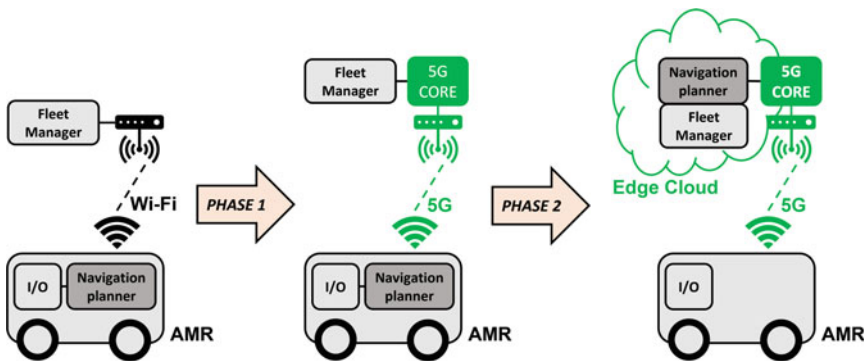 Fleet
Manager
Wi-Fi
I/O
Navigation
planner
AMR
PHASE 1
Fleet
Manager
5G
CORE
5G
I/O
Navigation
planner
AMR
PHASE 2
Navigation
planner
Fleet
Manager
5G
CORE
Edge Cloud
5G
I/O
AMR